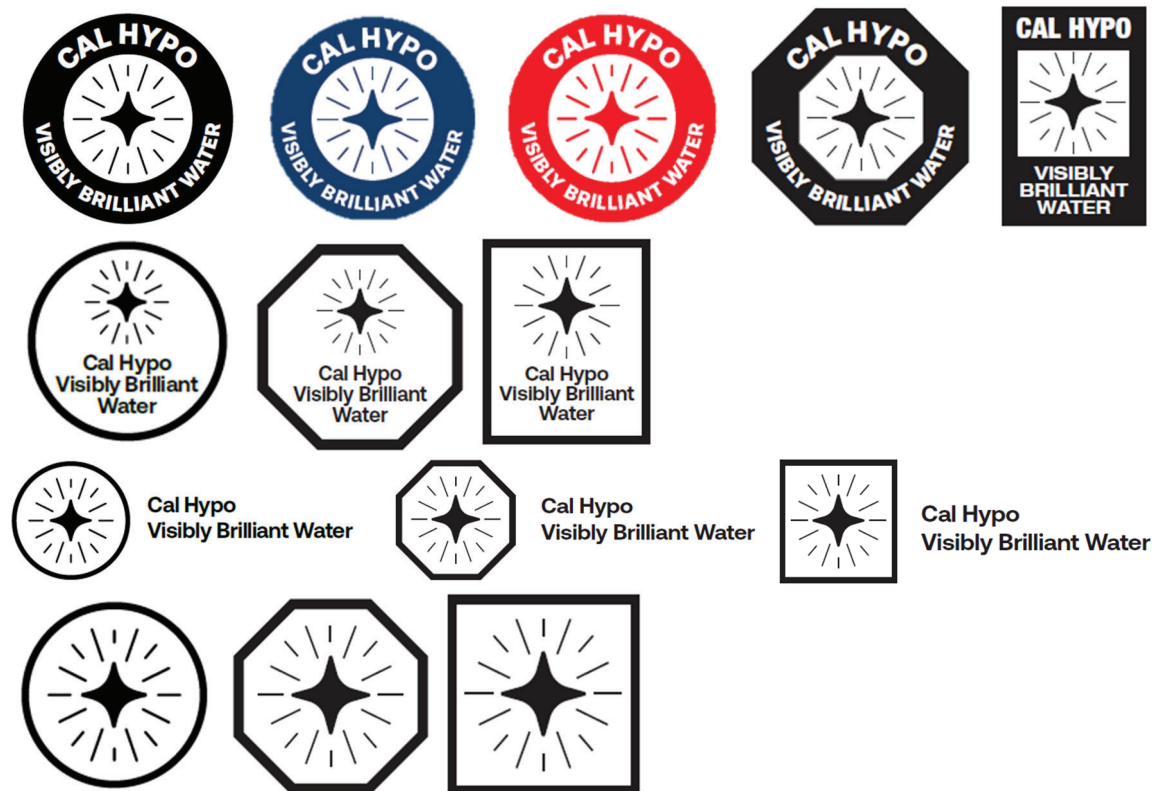 CAL HYPO
VISIBLY BRILLIANT WATER
CAL HYPO
VISIBLY BRILLIANT WATER
CAL HYPO
VISIBLY BRILLIANT WATER
CAL HYPO
VISIBLY BRILLIANT WATER
CAL HYPO
VISIBLY
BRILLIANT
WATER
Cal Hypo
Visibly Brilliant
Water
Cal Hypo
Visibly Brilliant
Water
Cal Hypo
Visibly Brilliant
Water
Cal Hypo
Visibly Brilliant Water
Cal Hypo
Visibly Brilliant Water
Cal Hypo
Visibly Brilliant Water